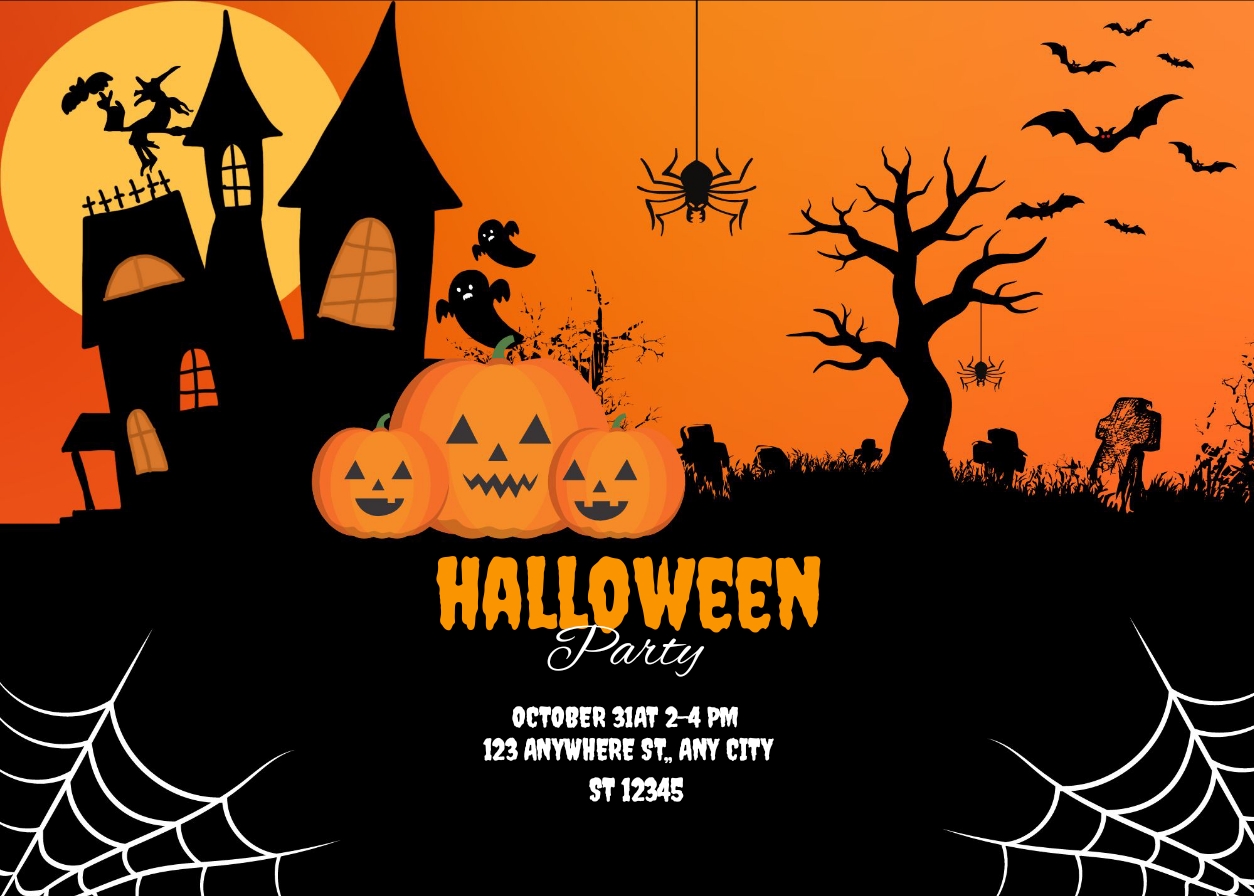 HALLOWEEN
Party
OCTOBER 31AT 2-4 PM
123 ANYWHERE ST,, ANY CITY
ST 12345